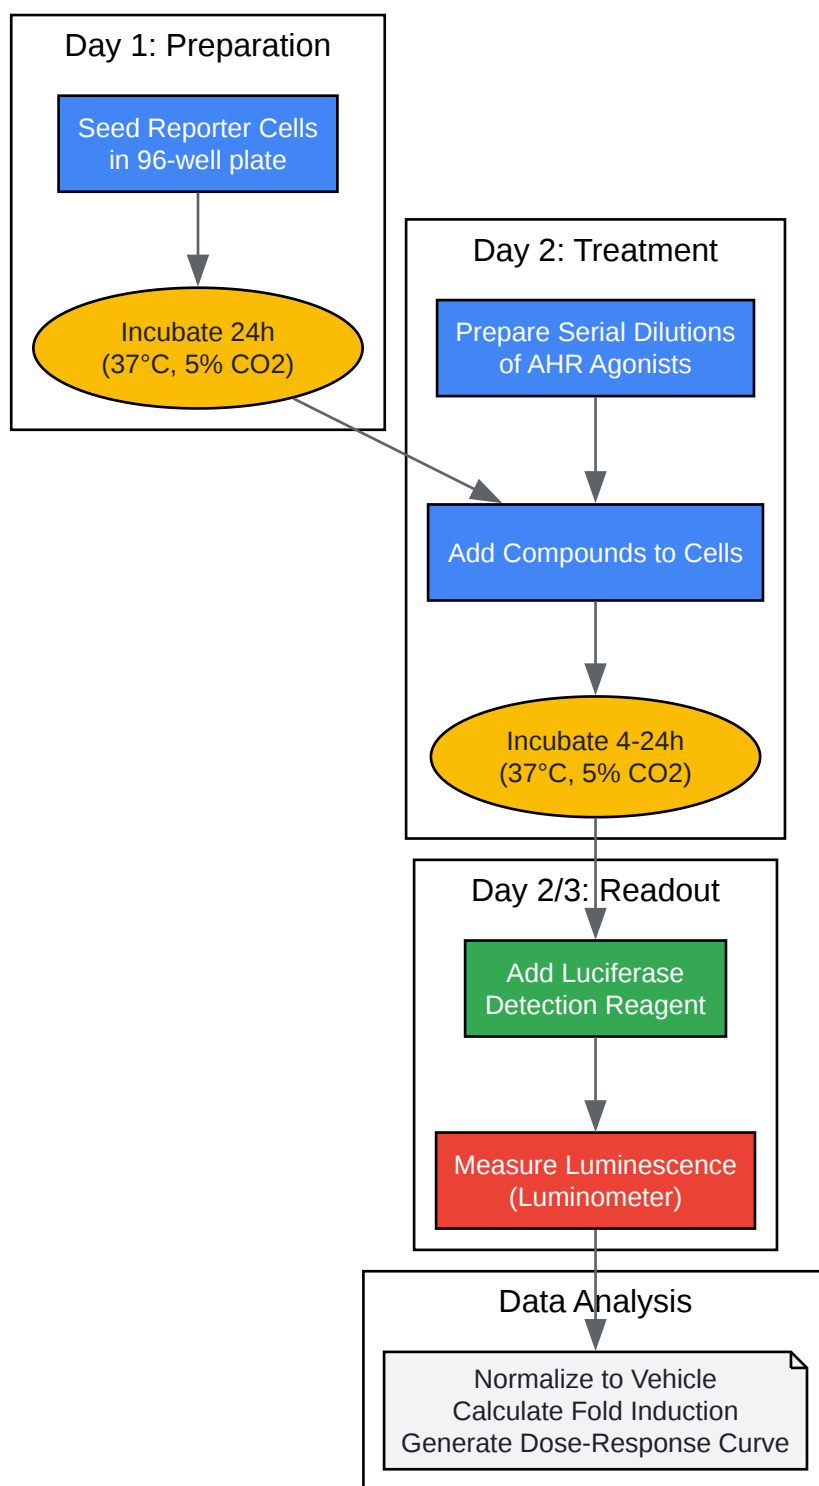 Day 1: Preparation
Seed Reporter Cells
in 96-well plate
Incubate 24h
(37°C, 5% CO2)
Day 2: Treatment
Prepare Serial Dilutions
of AHR Agonists
Add Compounds to Cells
Incubate 4-24h
(37°C, 5% CO2)
Day 2/3: Readout
Add Luciferase
Detection Reagent
Measure Luminescence
(Luminometer)
Data Analysis
Normalize to Vehicle
Calculate Fold Induction
Generate Dose-Response Curve